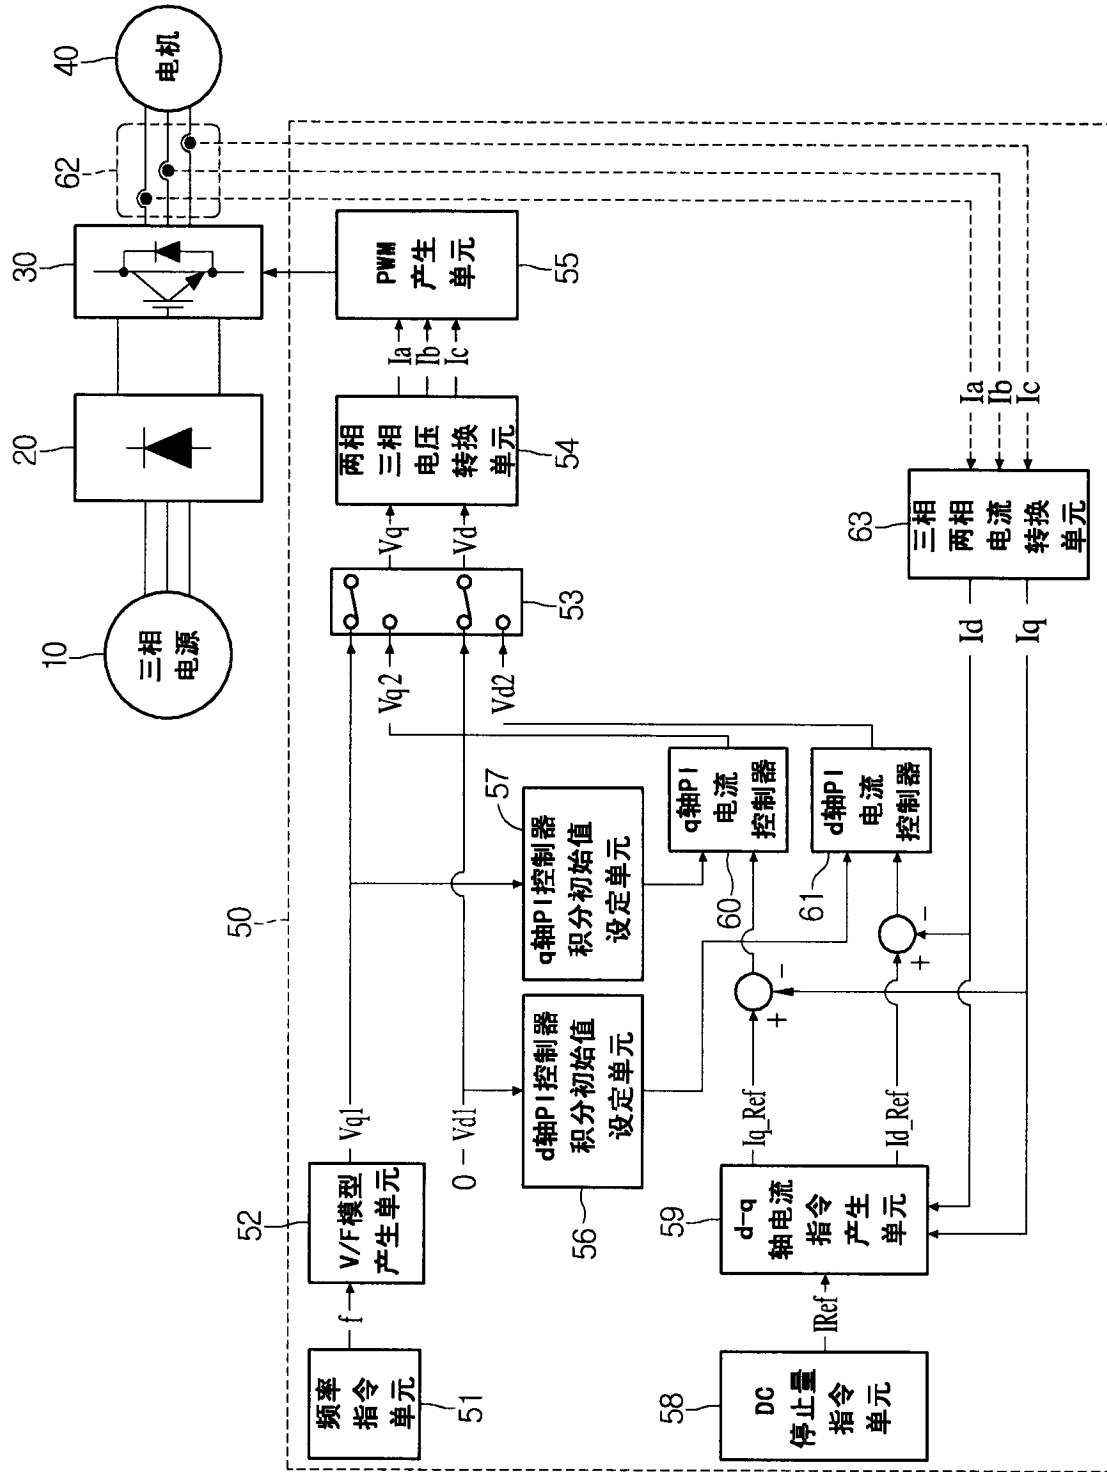 10
三相
电源
20
30
62
40
电机
50
51
频率
指令
单元
f
52
V/F模型
产生单元
Vq1
0
Vd1
53
Vq
Vd
Vq2
Vd2
54
两相
三相
电压
转换
单元
Ia
Ib
Ic
55
PWM
产生
单元
56
d轴PI控制器
积分初始值
设定单元
57
q轴PI控制器
积分初始值
设定单元
58
DC
停止量
指令
单元
IRef
59
d-q
轴电流
指令
产生
单元
Iq_Ref
Id_Ref
+
-
+
-
60
q轴PI
电流
控制器
61
d轴PI
电流
控制器
63
三相
两相
电流
转换
单元
Id
Iq
Ia
Ib
Ic